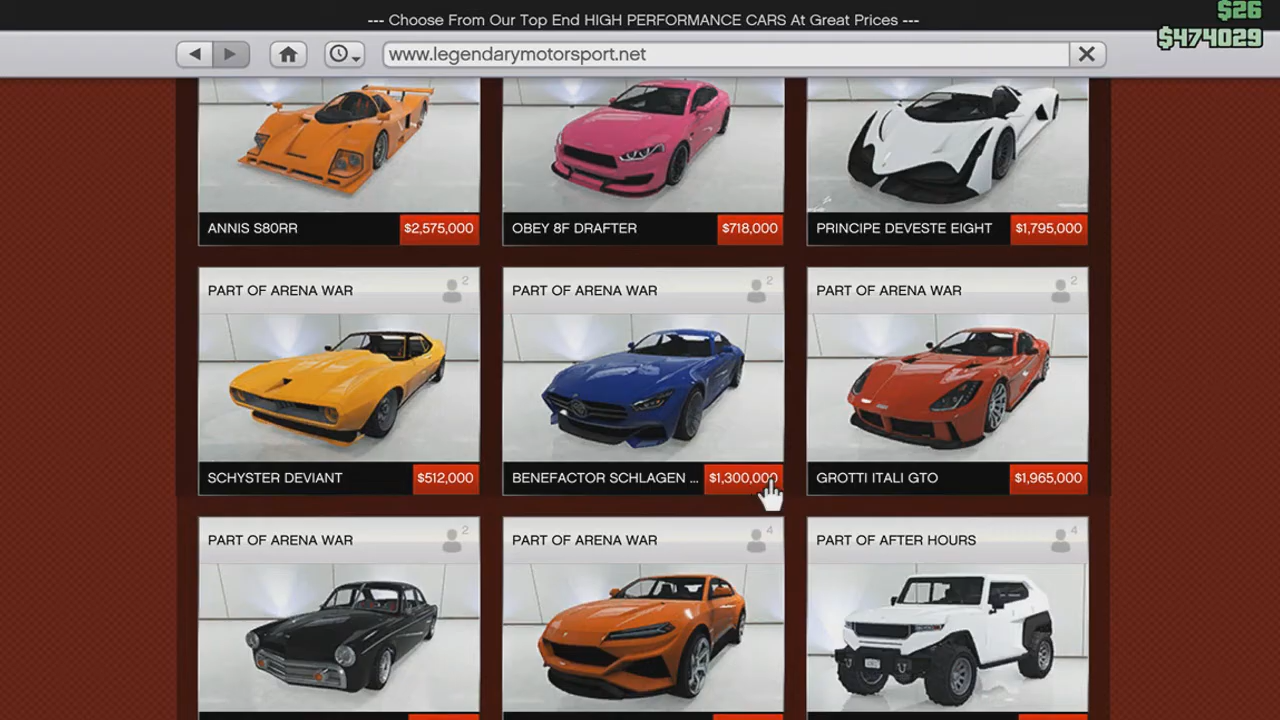 --- Choose From Our Top End HIGH PERFORMANCE CARS At Great Prices ---
$26
$474029
www.legendarymotorsport.net
ANNIS S80RR $2,575,000
OBEY 8F DRAFTER $718,000
PRINCIPE DEVESTE EIGHT $1,795,000
PART OF ARENA WAR 2
PART OF ARENA WAR 2
PART OF ARENA WAR 2
SCHYSTER DEVIANT $512,000
BENEFACTOR SCHLAGEN ... $1,300,000
GROTTI ITALI GTO $1,965,000
PART OF ARENA WAR 2
PART OF ARENA WAR 4
PART OF AFTER HOURS 4